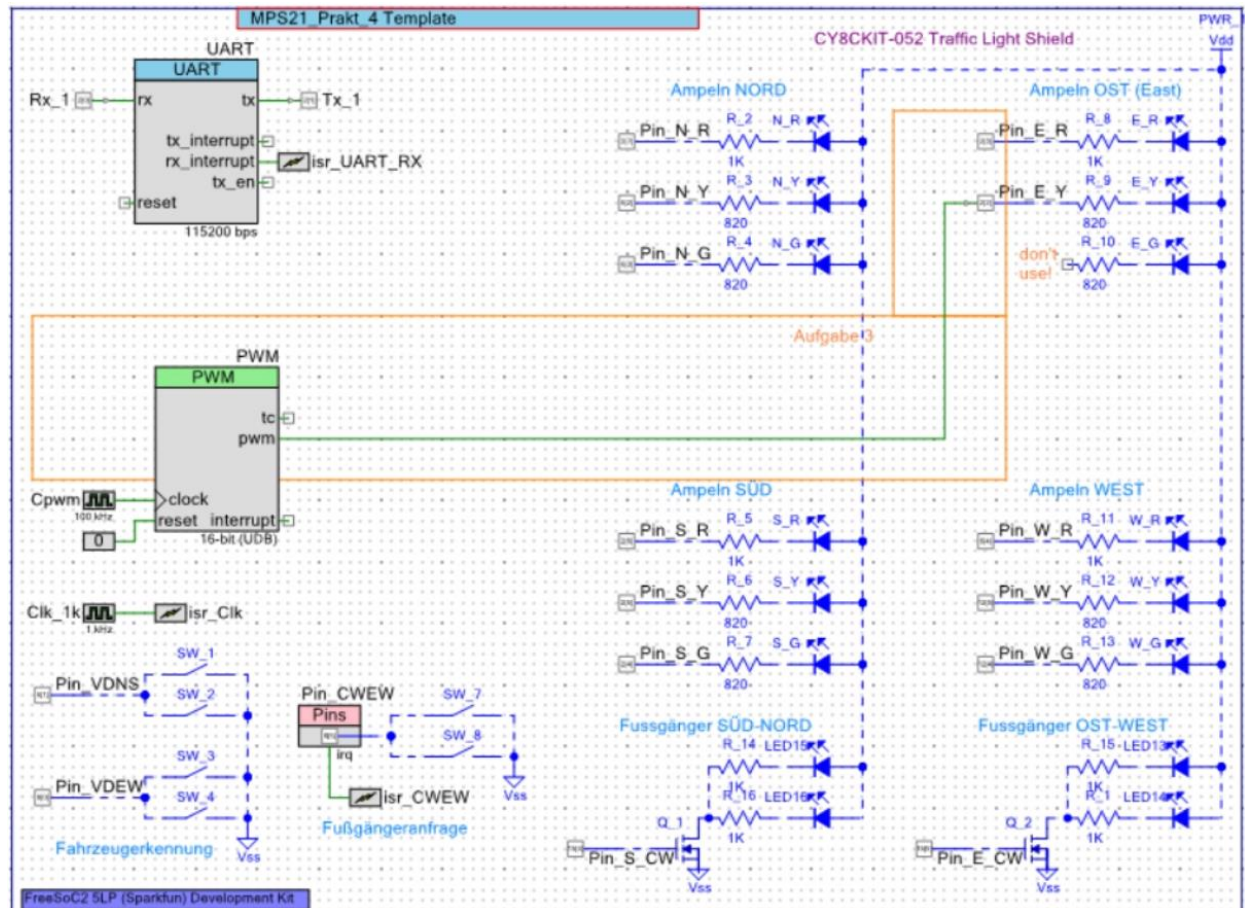 MPS21_Prakt_4 Template
PWR_
Vdd
CY8CKIT-052 Traffic Light Shield
UART
UART
Rx_1
rx
tx
Tx_1
tx_interrupt
rx_interrupt
isr_UART_RX
tx_en
reset
115200 bps
Ampeln NORD
Pin_N_R
R_2
N_R
1K
Pin_N_Y
R_3
N_Y
820
Pin_N_G
R_4
N_G
820
Ampeln OST (East)
Pin_E_R
R_8
E_R
1K
Pin_E_Y
R_9
E_Y
820
don't
use!
R_10
E_G
820
Aufgabe 3
PWM
PWM
tc
pwm
Cpwm
100 kHz
clock
reset
interrupt
0
16-bit (UDB)
Clk_1k
1 kHz
isr_Clk
Ampeln SÜD
Pin_S_R
R_5
S_R
1K
Pin_S_Y
R_6
S_Y
820
Pin_S_G
R_7
S_G
820
Ampeln WEST
Pin_W_R
R_11
W_R
1K
Pin_W_Y
R_12
W_Y
820
Pin_W_G
R_13
W_G
820
Pin_VDNS
SW_1
SW_2
Pin_VDEW
SW_3
SW_4
Vss
Fahrzeugerkennung
Pin_CWEW
Pins
irq
SW_7
SW_8
Vss
isr_CWEW
Fußgängeranfrage
Fussgänger SÜD-NORD
R_14
LED15
1K
R_16
LED16
1K
Q_1
Pin_S_CW
Vss
Fussgänger OST-WEST
R_15
LED13
1K
R_1
LED14
1K
Q_2
Pin_E_CW
Vss
FreeSoC2 5LP (Sparkfun) Development Kit